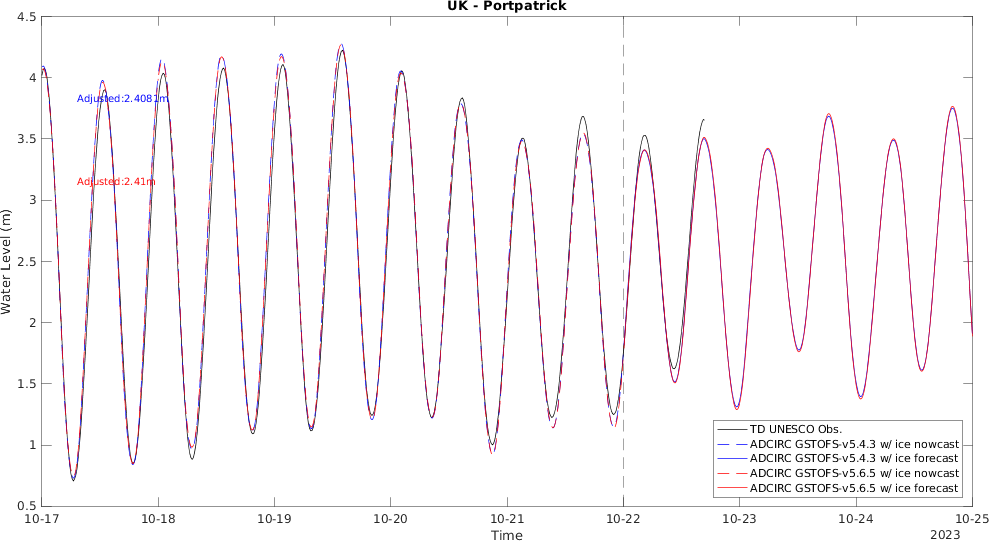 UK - Portpatrick
4.5
4
3.5
3
2.5
2
1.5
1
0.5
Water Level (m)
Adjusted:2.4081m
Adjusted:2.41m
TD UNESCO Obs.
ADCIRC GSTOFS-v5.4.3 w/ ice nowcast
ADCIRC GSTOFS-v5.4.3 w/ ice forecast
ADCIRC GSTOFS-v5.6.5 w/ ice nowcast
ADCIRC GSTOFS-v5.6.5 w/ ice forecast
10-17 10-18 10-19 10-20 10-21 10-22 10-23 10-24 10-25
Time
2023